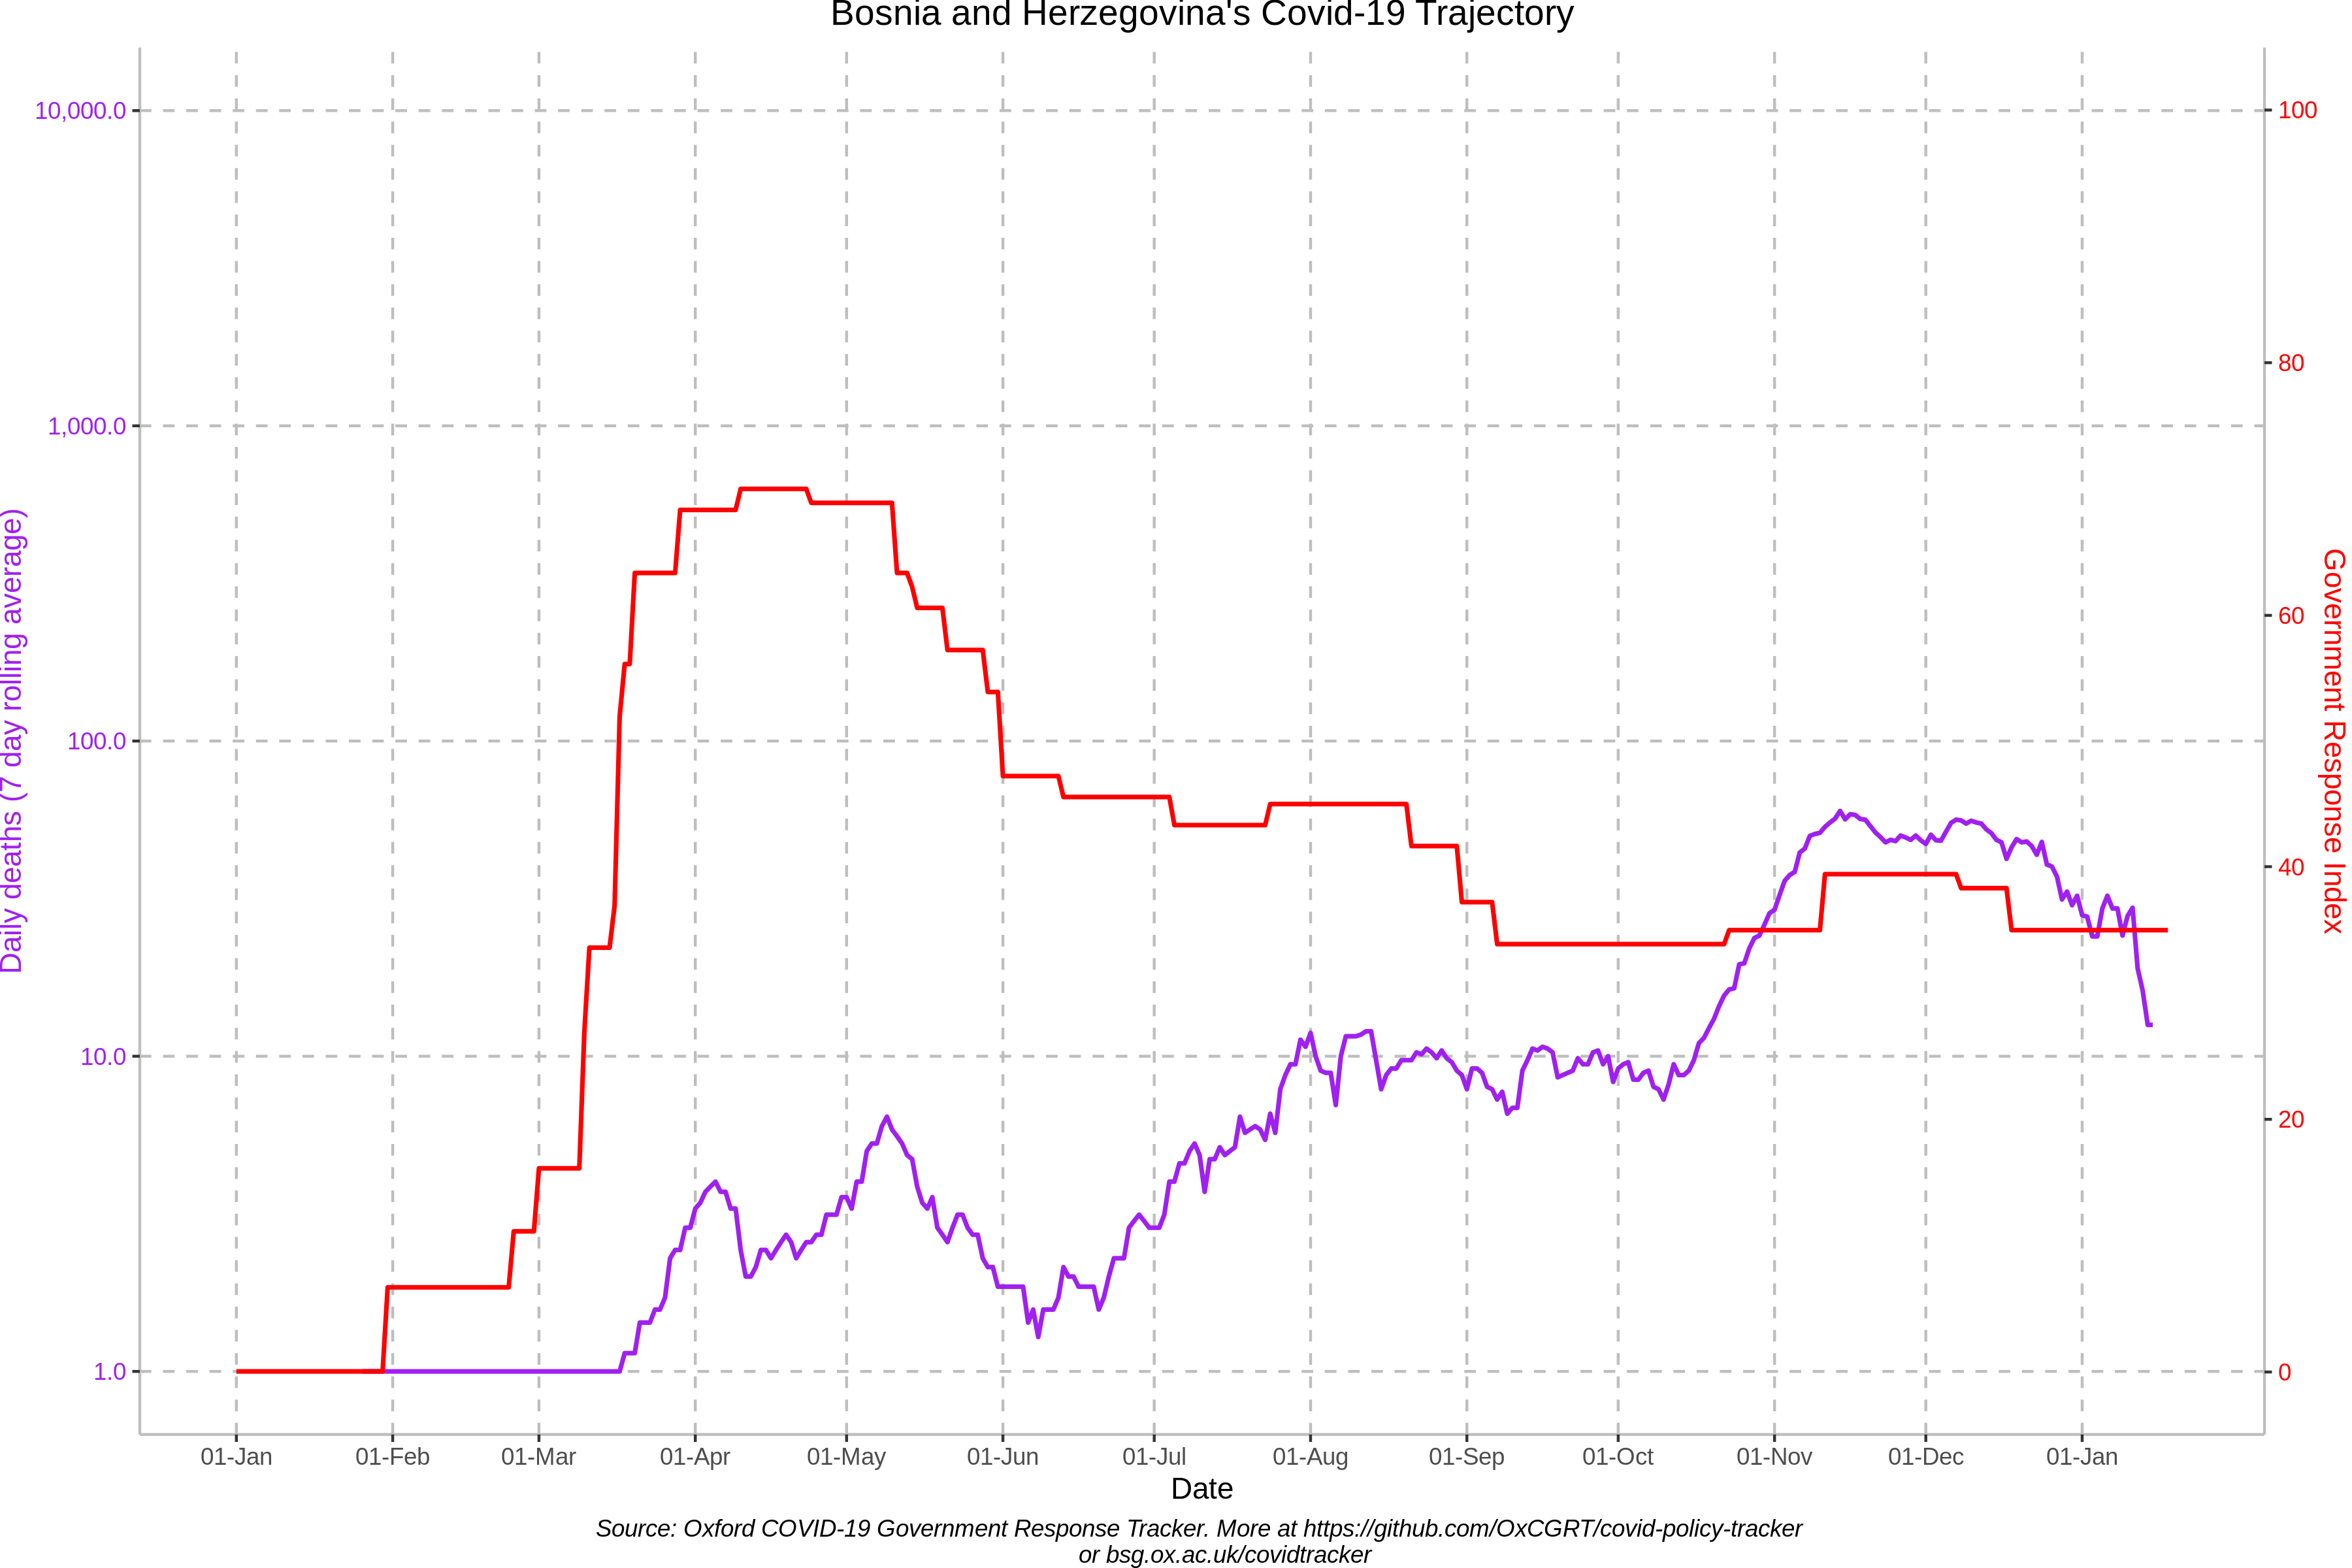 Bosnia and Herzegovina's Covid-19 Trajectory
10,000.0
1,000.0
100.0
10.0
1.0
Daily deaths (7 day rolling average)
100
80
60
40
20
0
Government Response Index
01-Jan 01-Feb 01-Mar 01-Apr 01-May 01-Jun 01-Jul 01-Aug 01-Sep 01-Oct 01-Nov 01-Dec 01-Jan
Date
Source: Oxford COVID-19 Government Response Tracker. More at https://github.com/OxCGRT/covid-policy-tracker
or bsg.ox.ac.uk/covidtracker